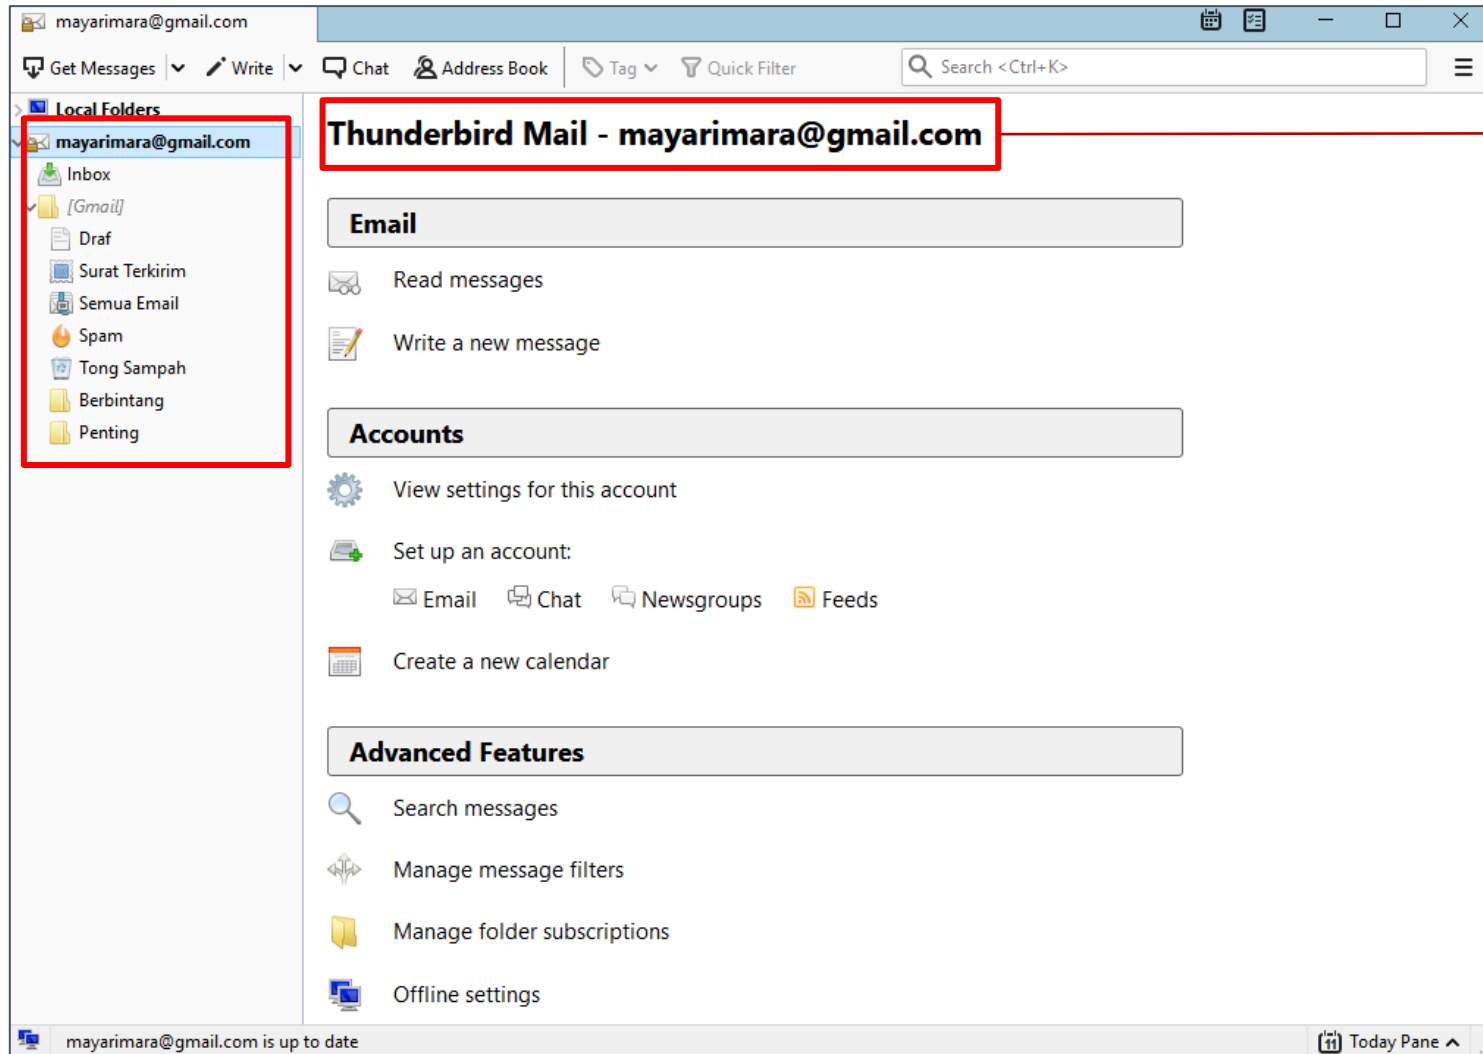 mayarimara@gmail.com
Get Messages Write Chat Address Book Tag Quick Filter Search <Ctrl+K>
Local Folders
mayarimara@gmail.com
Inbox
[Gmail]
Draf
Surat Terkirim
Semua Email
Spam
Tong Sampah
Berbintang
Penting
Thunderbird Mail - mayarimara@gmail.com
Email
Read messages
Write a new message
Accounts
View settings for this account
Set up an account:
Email Chat Newsgroups Feeds
Create a new calendar
Advanced Features
Search messages
Manage message filters
Manage folder subscriptions
Offline settings
mayarimara@gmail.com is up to date
11 Today Pane